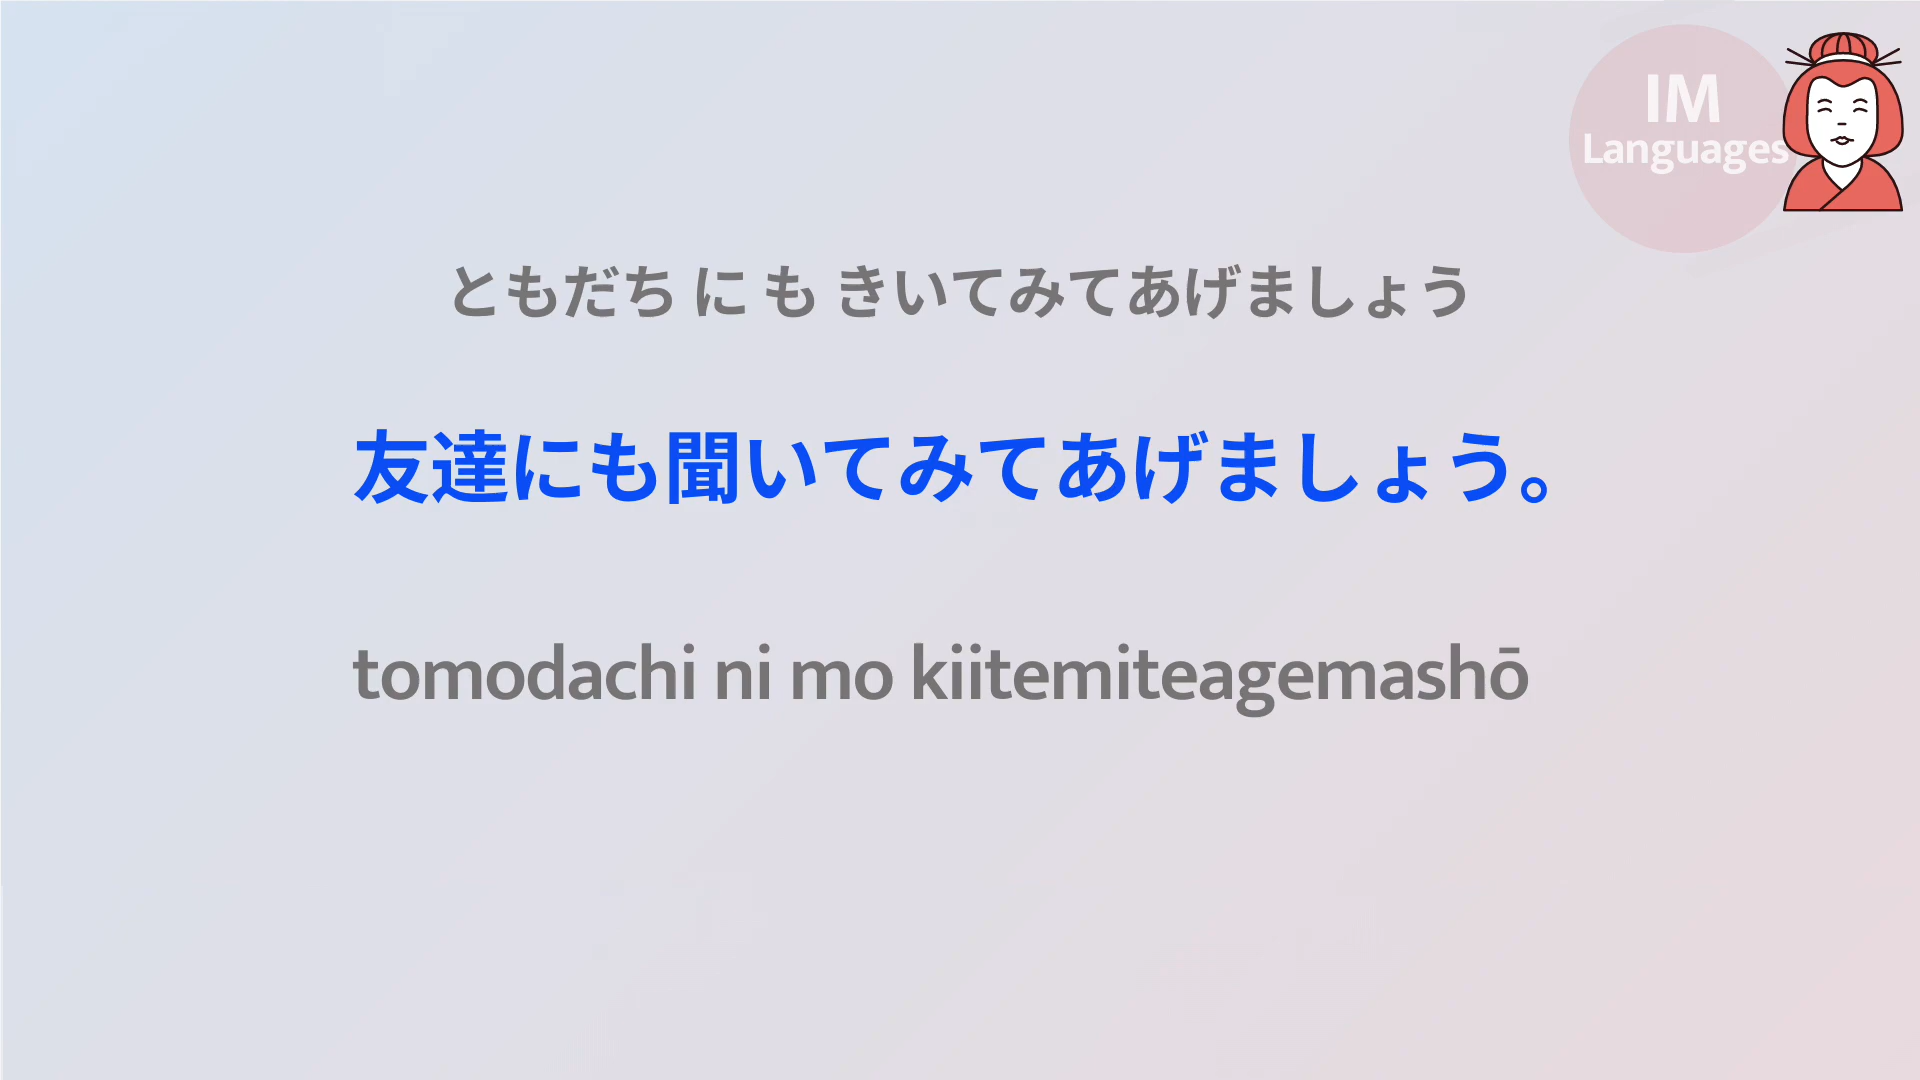 IM
Languages
ともだち に も きいてみてあげましょう
友達にも聞いてみてあげましょう。
tomodachi ni mo kiitemiteagemashō